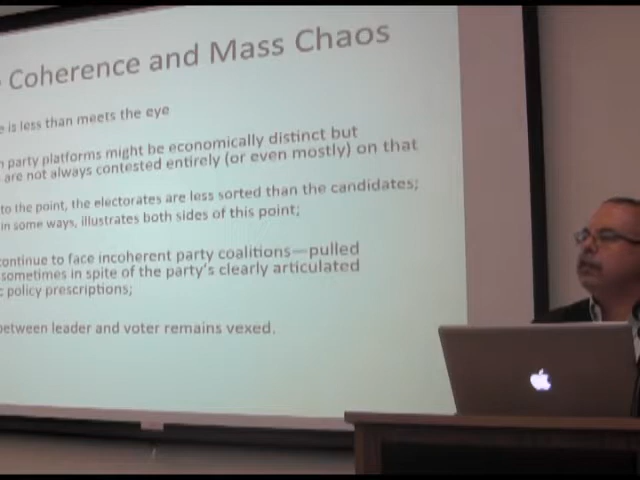 Coherence and Mass Chaos
is less than meets the eye
party platforms might be economically distinct but
are not always contested entirely (or even mostly) on that
to the point, the electorates are less sorted than the candidates;
in some ways, illustrates both sides of this point;
continue to face incoherent party coalitions—pulled
sometimes in spite of the party's clearly articulated
policy prescriptions;
between leader and voter remains vexed.